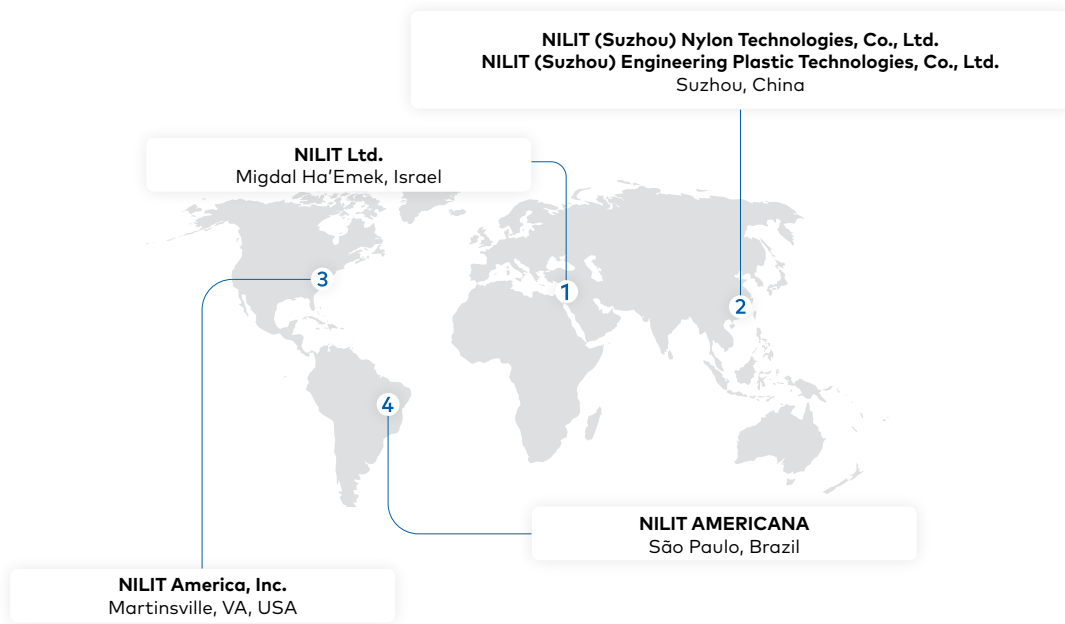 NILIT (Suzhou) Nylon Technologies, Co., Ltd.
NILIT (Suzhou) Engineering Plastic Technologies, Co., Ltd.
Suzhou, China
NILIT Ltd.
Migdal Ha’Emek, Israel
3
1
2
4
NILIT AMERICANA
São Paulo, Brazil
NILIT America, Inc.
Martinsville, VA, USA